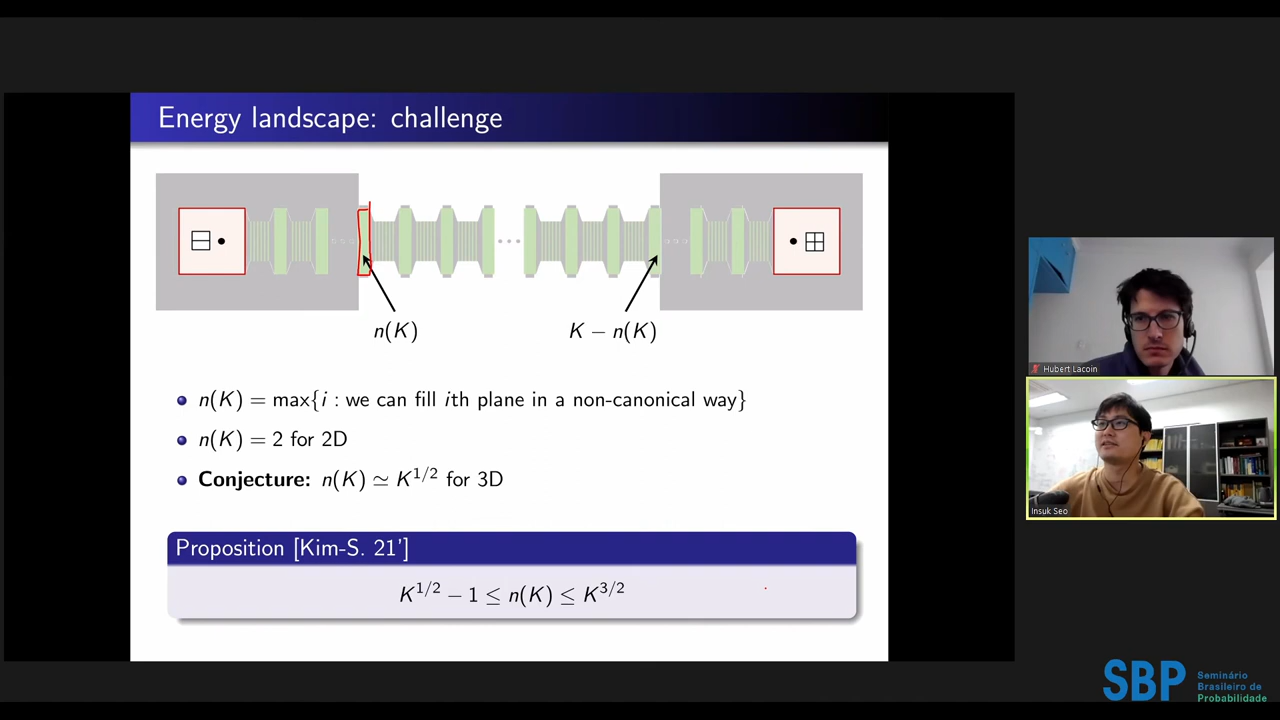 Energy landscape: challenge
n(K)
K − n(K)
n(K) = max{i : we can fill ith plane in a non-canonical way}
n(K) = 2 for 2D
Conjecture: n(K) ≃ K^{1/2} for 3D
Proposition [Kim-S. 21']
K^{1/2} − 1 ≤ n(K) ≤ K^{3/2}
Hubert Lacoin
Insuk Seo
SBP
Seminário
Brasileiro de
Probabilidade